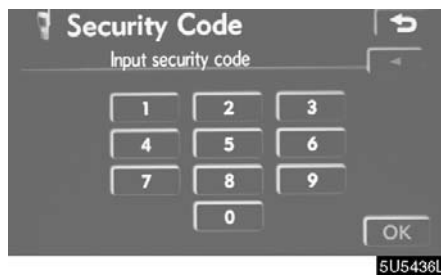 Security Code
Input security code
1 2 3
4 5 6
7 8 9
0
OK
5U5436L